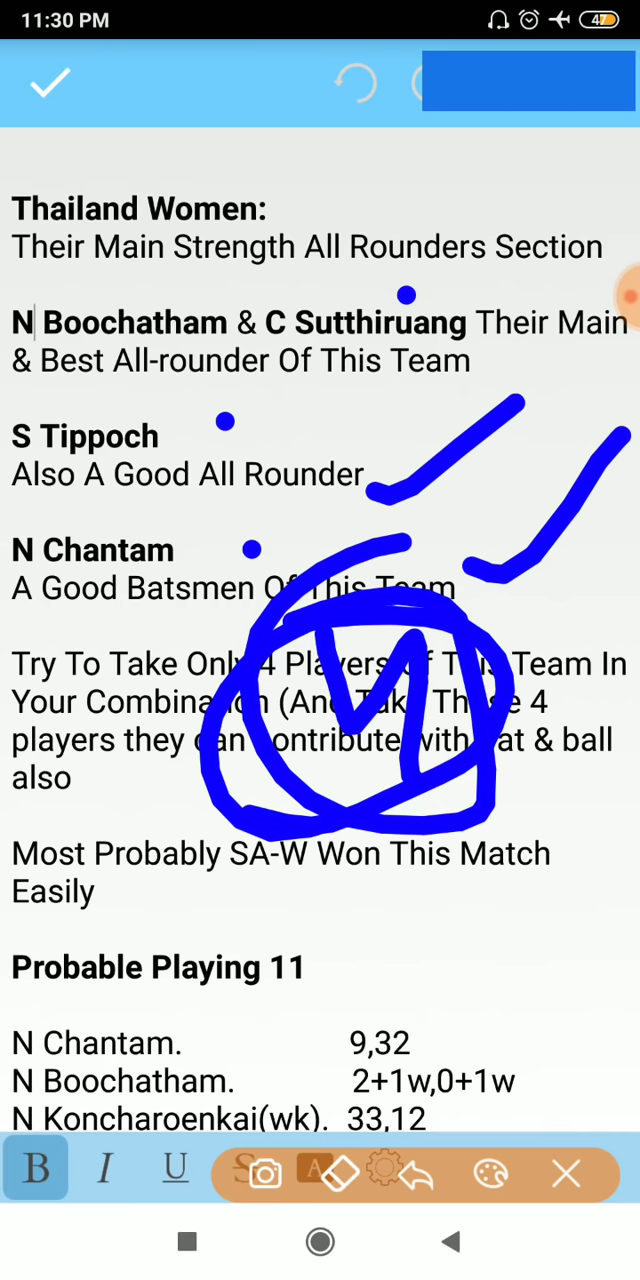 11:30 PM
47
Thailand Women:
Their Main Strength All Rounders Section
N Boochatham & C Sutthiruang Their Main
& Best All-rounder Of This Team
S Tippoch
Also A Good All Rounder
N Chantam
A Good Batsmen Of This Team
Try To Take Only 4 Players Of This Team In
Your Combination (And Take These 4
players they can contribute with bat & ball
also
Most Probably SA-W Won This Match
Easily
Probable Playing 11
N Chantam. 9,32
N Boochatham. 2+1w,0+1w
N Koncharoenkai(wk). 33,12
B I U S A